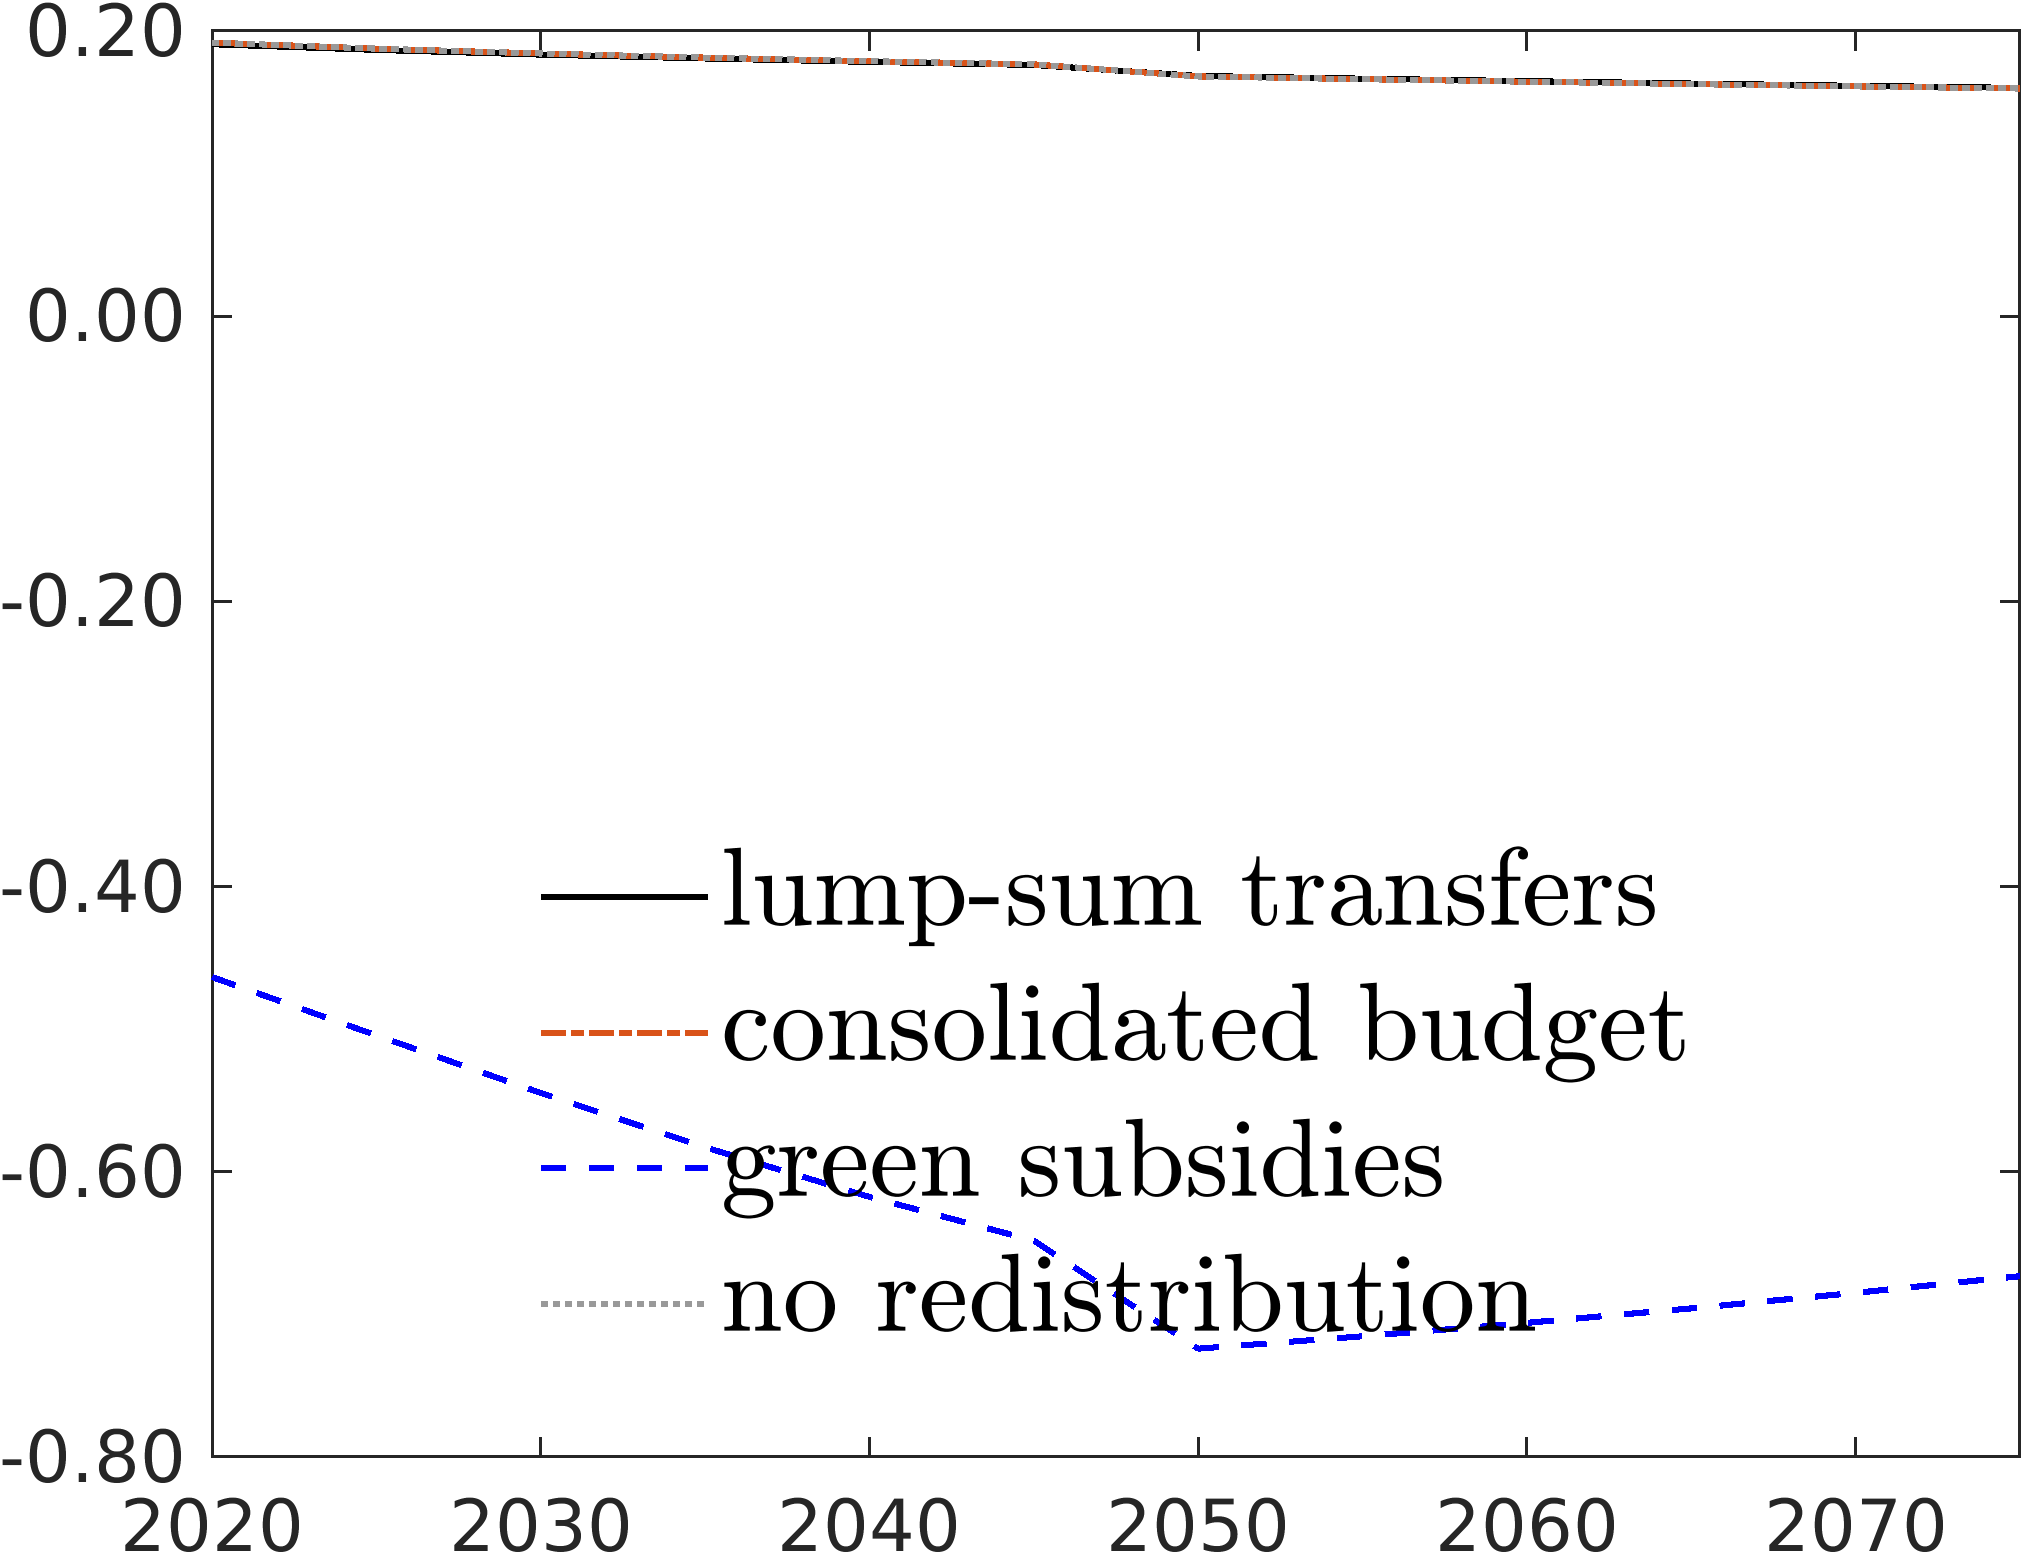 0.20
0.00
-0.20
-0.40
-0.60
-0.80
lump-sum transfers
consolidated budget
green subsidies
no redistribution
2020 2030 2040 2050 2060 2070